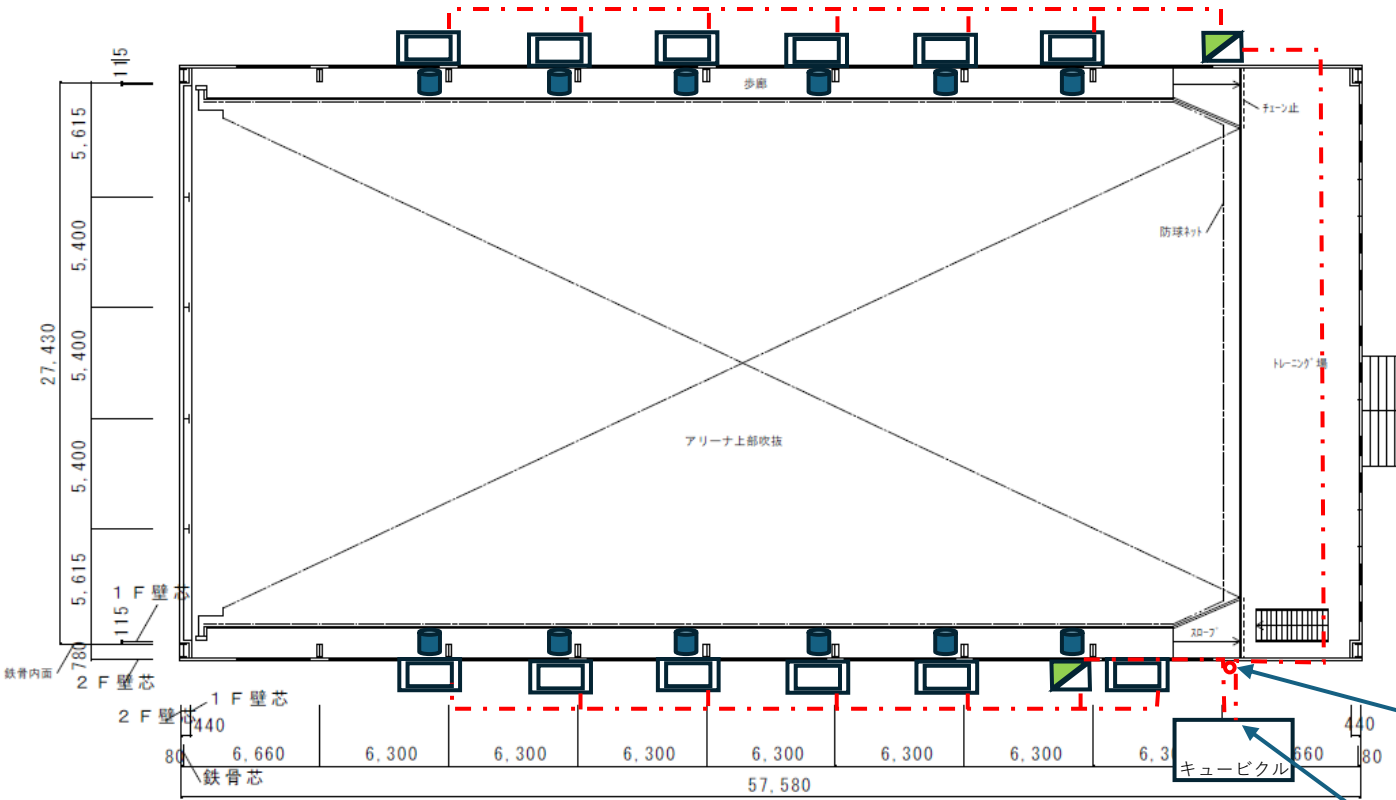 115
歩廊
チェーン止
5,615
5,400
防球ネット
27,430
5,400
トレーニング場
5,400
アリーナ上部吹抜
5,615
1F壁芯
115
スロープ
780
鉄骨内面
2F壁芯
1F壁芯
2F壁芯
440
440
80
6,660
6,300
6,300
6,300
6,300
6,300
6,300
6,3
660
80
キュービクル
鉄骨芯
57,580